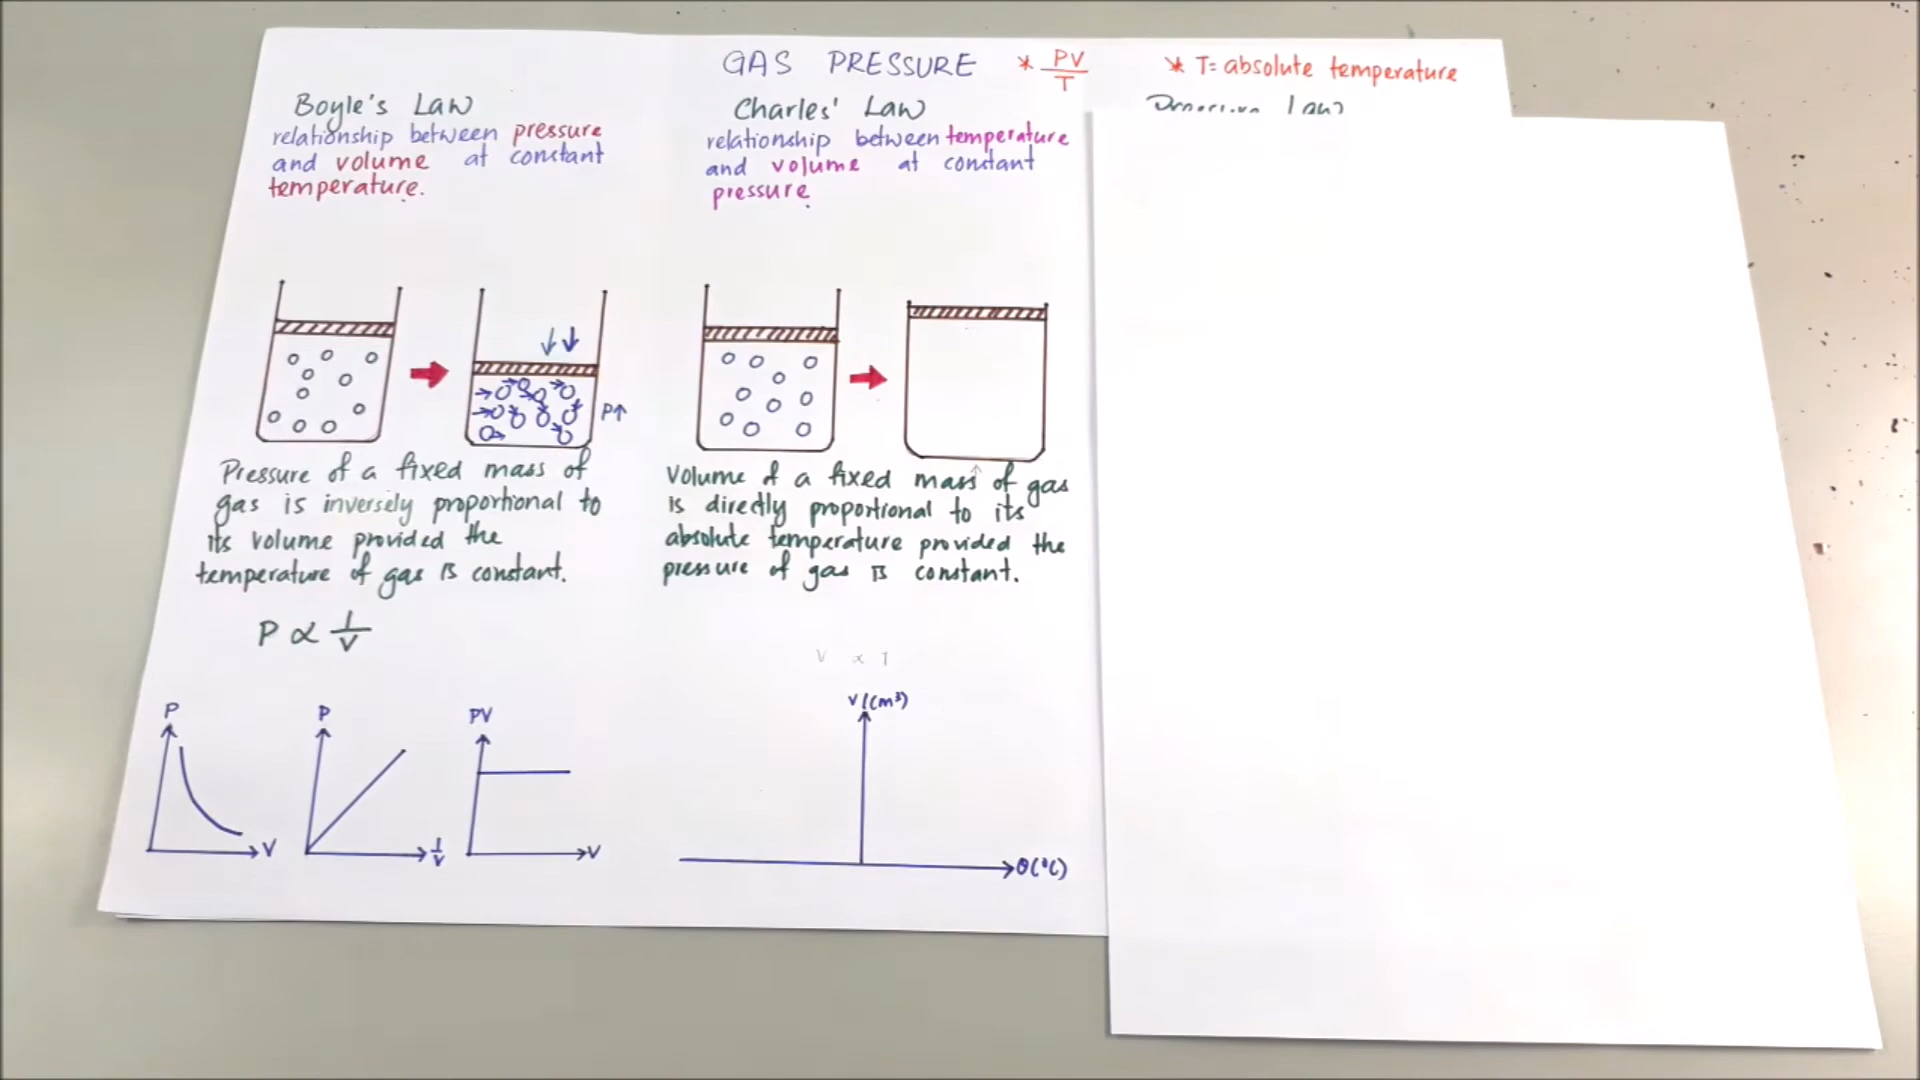 GAS PRESSURE * PV/T * T= absolute temperature
Boyle's Law
relationship between pressure
and volume at constant
temperature.
P↑
Pressure of a fixed mass of
gas is inversely proportional to
its volume provided the
temperature of gas is constant.
P ∝ 1/V
P
V
P
1/V
PV
V
Charles' Law
relationship between temperature
and volume at constant
pressure.
Volume of a fixed mass of gas
is directly proportional to its
absolute temperature provided the
pressure of gas is constant.
V ∝ T
V/(m³)
θ(°C)
Law